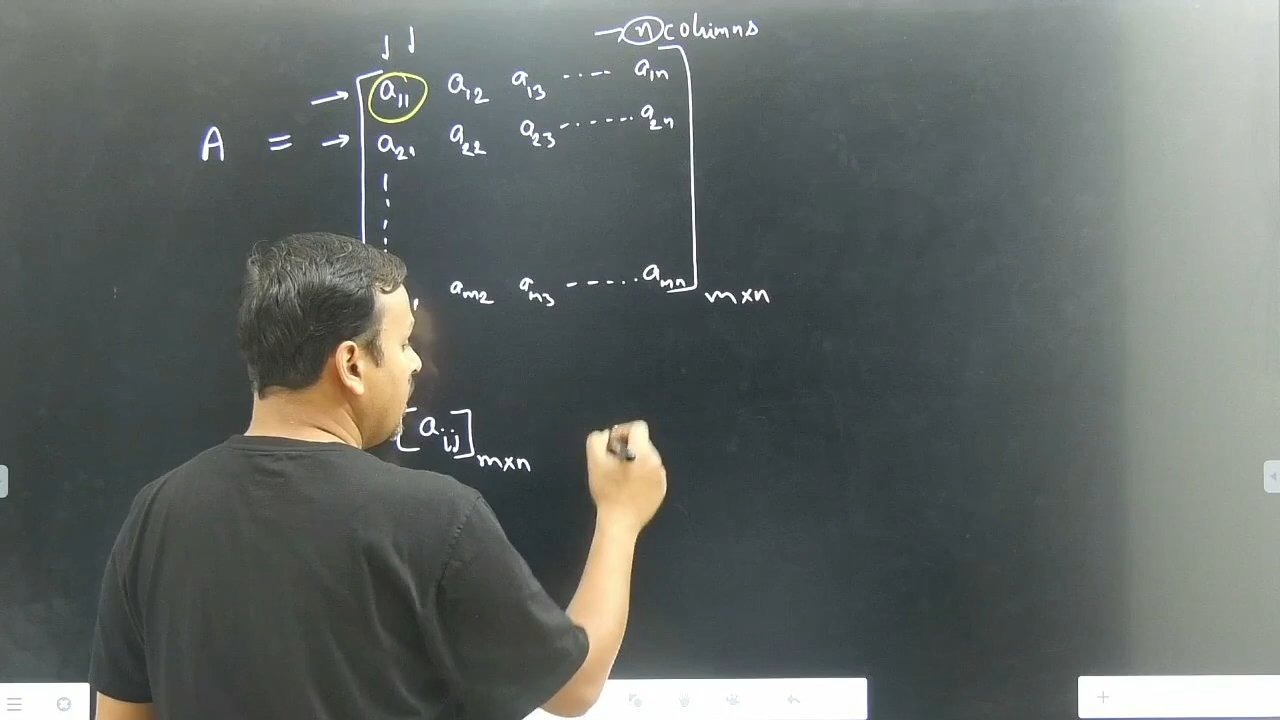 → n columns
a11 a12 a13 ...... a1n
A = → a21 a22 a23 ....... a2n
am2 am3 ...... amn
m×n
[aij]m×n